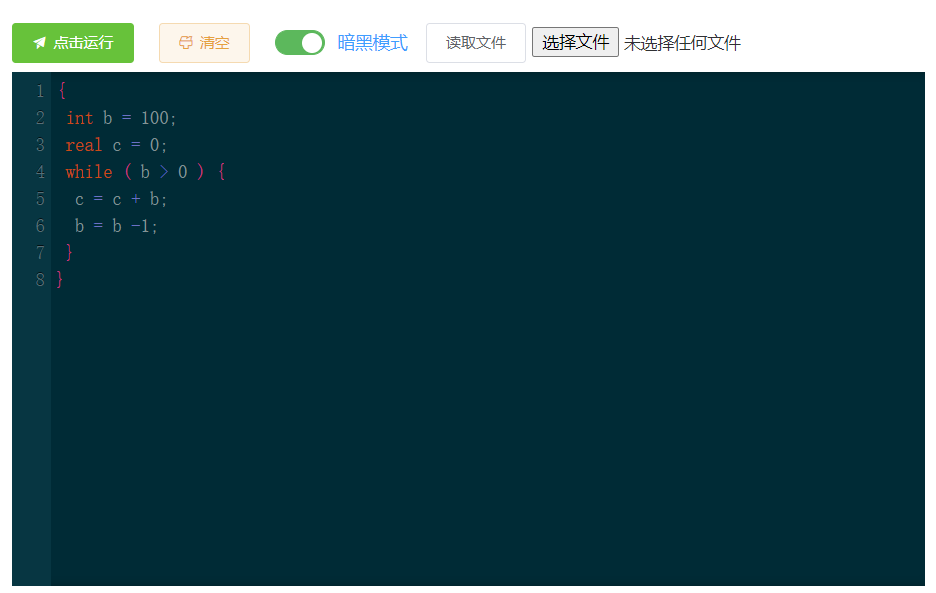 点击运行 清空 暗黑模式 读取文件 选择文件 未选择任何文件
1 {
2 int b = 100;
3 real c = 0;
4 while ( b > 0 ) {
5 c = c + b;
6 b = b -1;
7 }
8 }